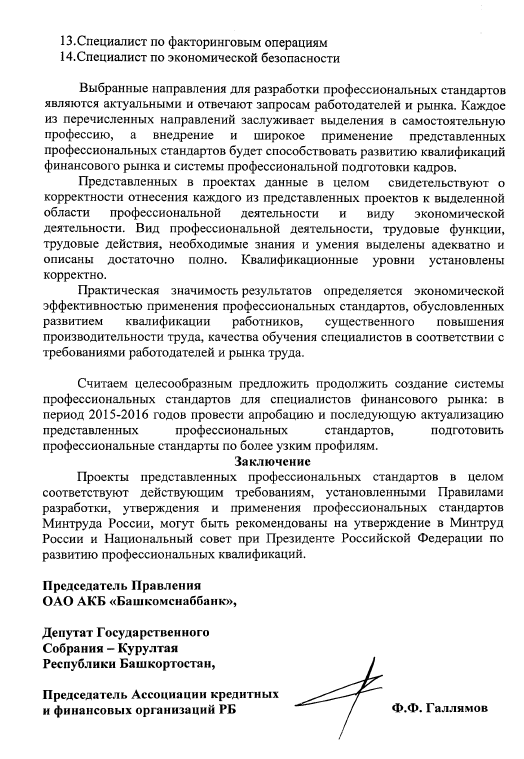 13.Специалист по факторинговым операциям
14.Специалист по экономической безопасности
Выбранные направления для разработки профессиональных стандартов
являются актуальными и отвечают запросам работодателей и рынка. Каждое
из перечисленных направлений заслуживает выделения в самостоятельную
профессию, а внедрение и широкое применение представленных
профессиональных стандартов будет способствовать развитию квалификаций
финансового рынка и системы профессиональной подготовки кадров.
Представленных в проектах данные в целом свидетельствуют о
корректности отнесения каждого из представленных проектов к выделенной
области профессиональной деятельности и виду экономической
деятельности. Вид профессиональной деятельности, трудовые функции,
трудовые действия, необходимые знания и умения выделены адекватно и
описаны достаточно полно. Квалификационные уровни установлены
корректно.
Практическая значимость результатов определяется экономической
эффективностью применения профессиональных стандартов, обусловленных
развитием квалификации работников, существенного повышения
производительности труда, качества обучения специалистов в соответствии с
требованиями работодателей и рынка труда.
Считаем целесообразным предложить продолжить создание системы
профессиональных стандартов для специалистов финансового рынка: в
период 2015-2016 годов провести апробацию и последующую актуализацию
представленных профессиональных стандартов, подготовить
профессиональные стандарты по более узким профилям.
Заключение
Проекты представленных профессиональных стандартов в целом
соответствуют действующим требованиям, установленными Правилами
разработки, утверждения и применения профессиональных стандартов
Минтруда России, могут быть рекомендованы на утверждение в Минтруд
России и Национальный совет при Президенте Российской Федерации по
развитию профессиональных квалификаций.
Председатель Правления
ОАО АКБ «Башкомснаббанк»,
Депутат Государственного
Собрания – Курултая
Республики Башкортостан,
Председатель Ассоциации кредитных
и финансовых организаций РБ Ф.Ф. Галлямов